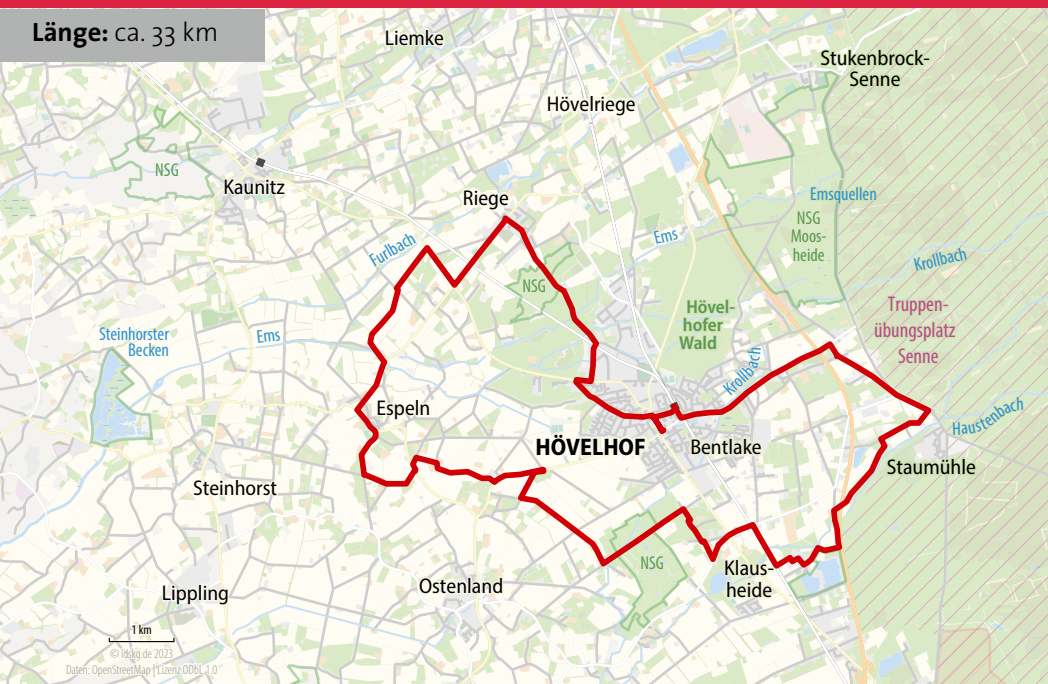 Länge: ca. 33 km
Liemke
Stukenbrock-
Senne
Hövelriege
NSG
Kaunitz
Riege
Emsquellen
NSG
Moos-
heide
Furlbach
Ems
Krollbach
NSG
Truppen-
übungsplatz
Senne
Hövel-
hofer
Wald
Steinhorster
Becken
Ems
Krollbach
Espeln
Haustenbach
HÖVELHOF
Bentlake
Staumühle
Steinhorst
NSG
Klaus-
heide
Ostenland
Lippling
1 km
© idskg.de 2023
Daten: OpenStreetMap | Lizenz ODbL 1.0